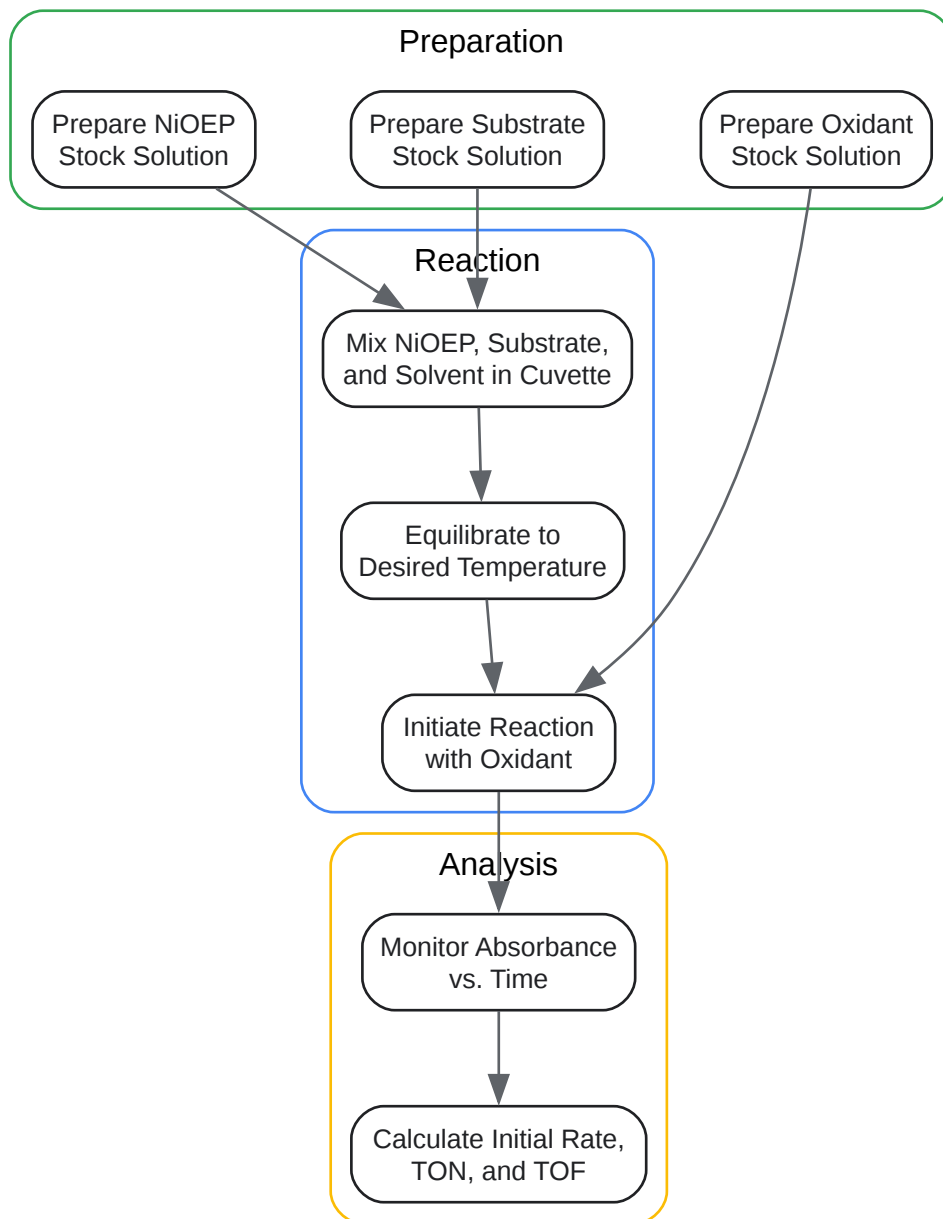 Preparation
Prepare NiOEP
Stock Solution
Prepare Substrate
Stock Solution
Prepare Oxidant
Stock Solution
Reaction
Mix NiOEP, Substrate,
and Solvent in Cuvette
Equilibrate to
Desired Temperature
Initiate Reaction
with Oxidant
Analysis
Monitor Absorbance
vs. Time
Calculate Initial Rate,
TON, and TOF